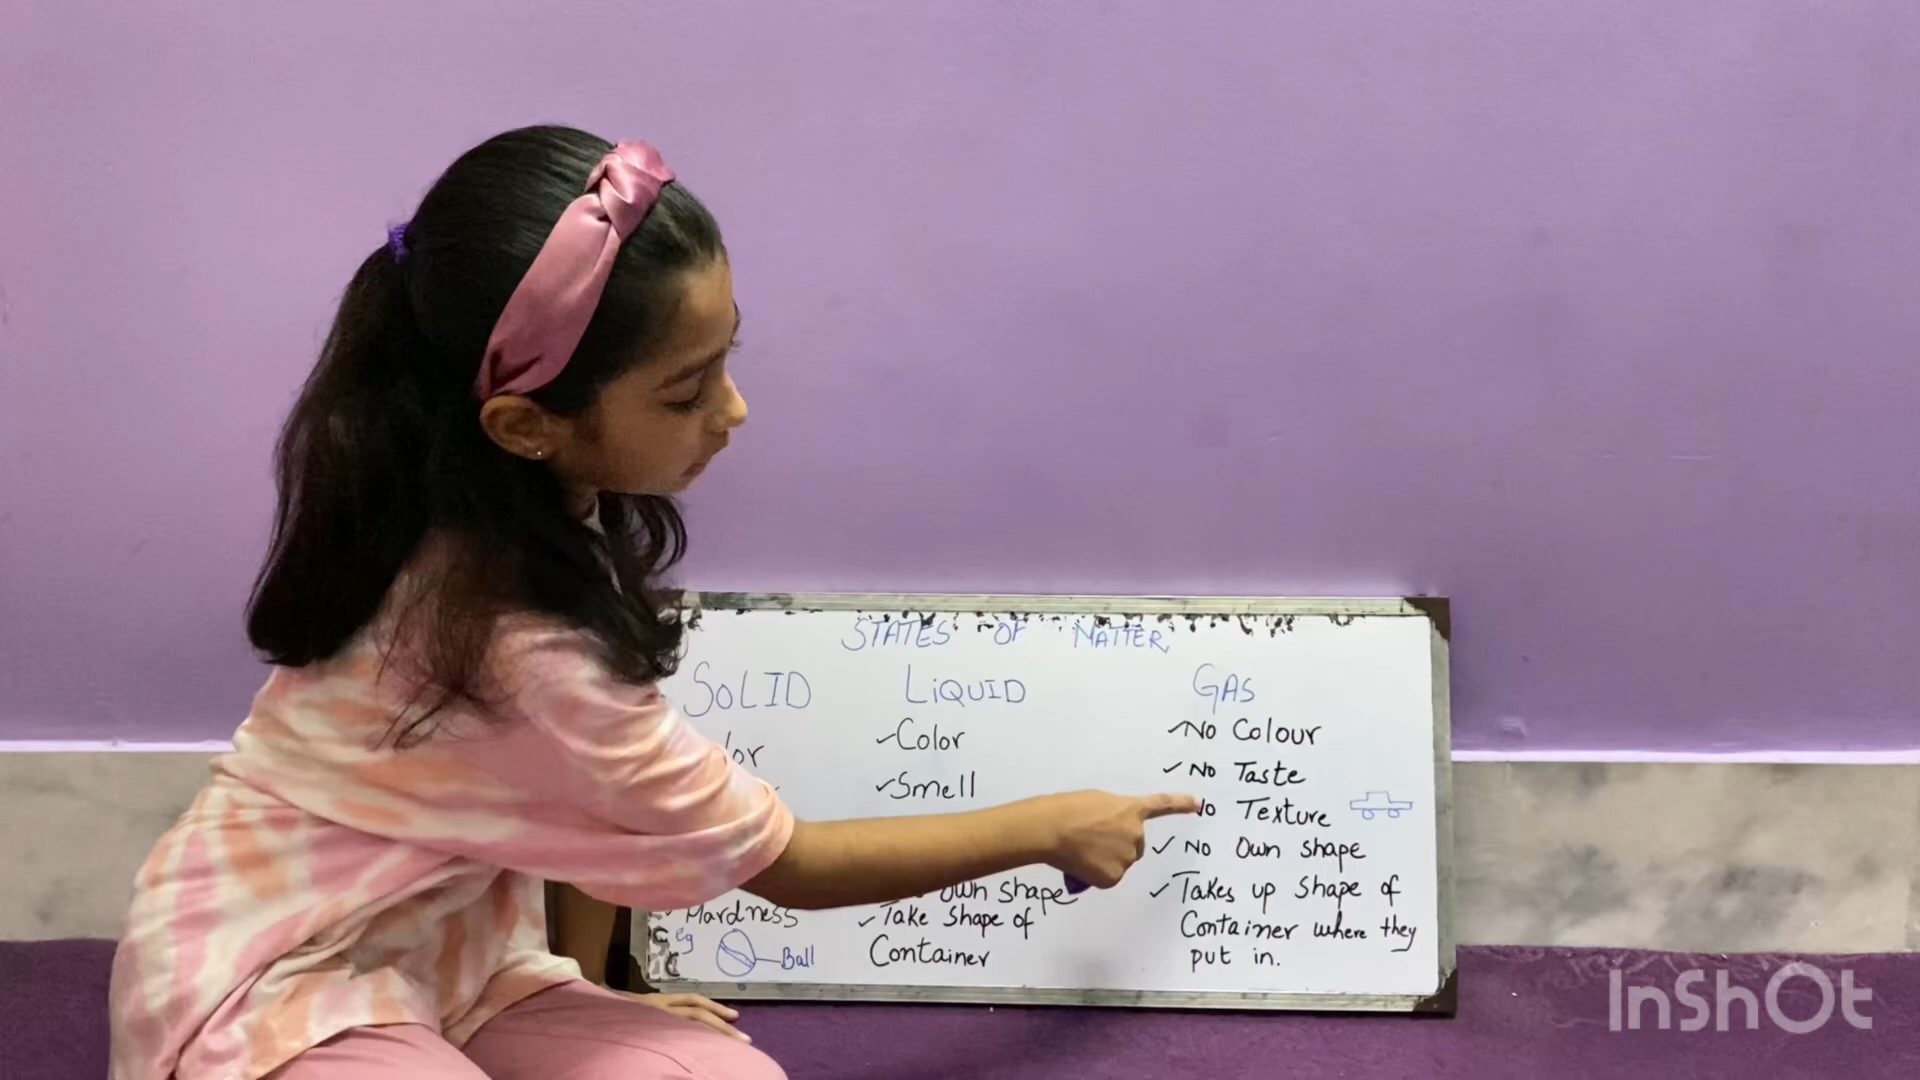 STATES OF MATTER
SOLID
lor
Hardness
eg
Ball
LiQUID
Color
Smell
own shape
Take Shape of
Container
GAS
No Colour
No Taste
No Texture
No Own shape
Takes up Shape of
Container where they
put in.
InShOt